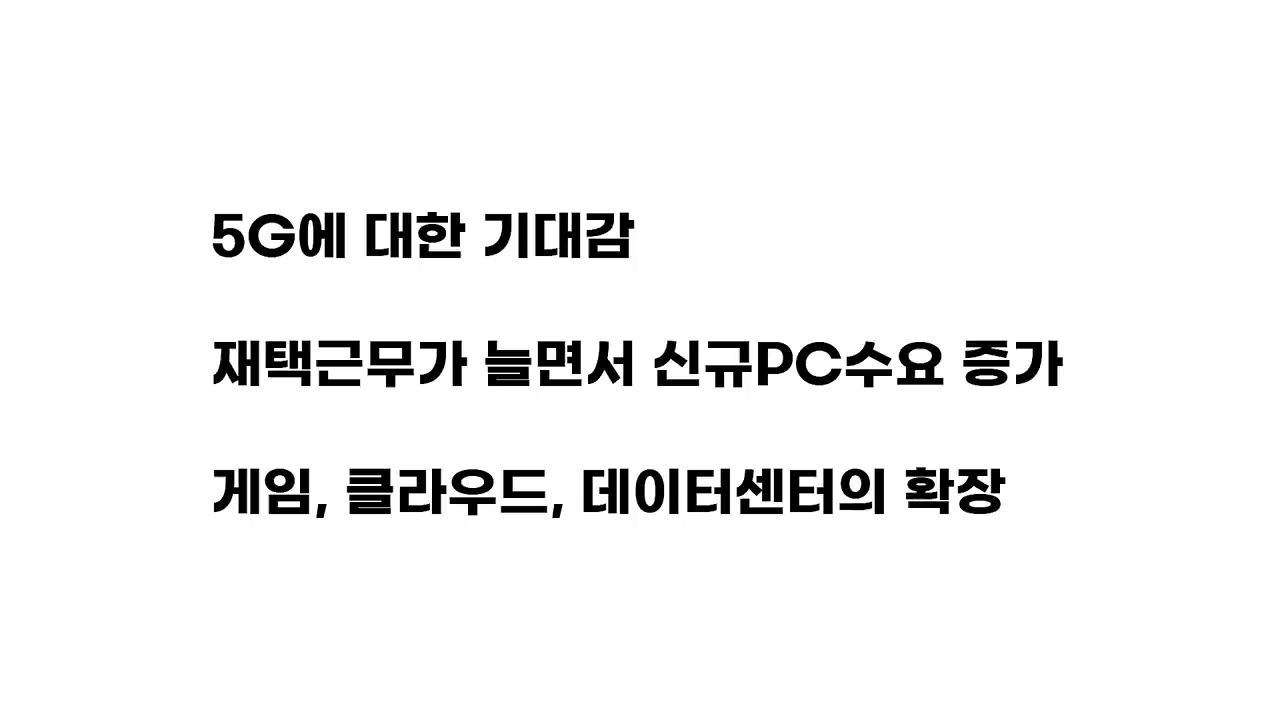 5G에 대한 기대감
재택근무가 늘면서 신규PC수요 증가
게임, 클라우드, 데이터센터의 확장